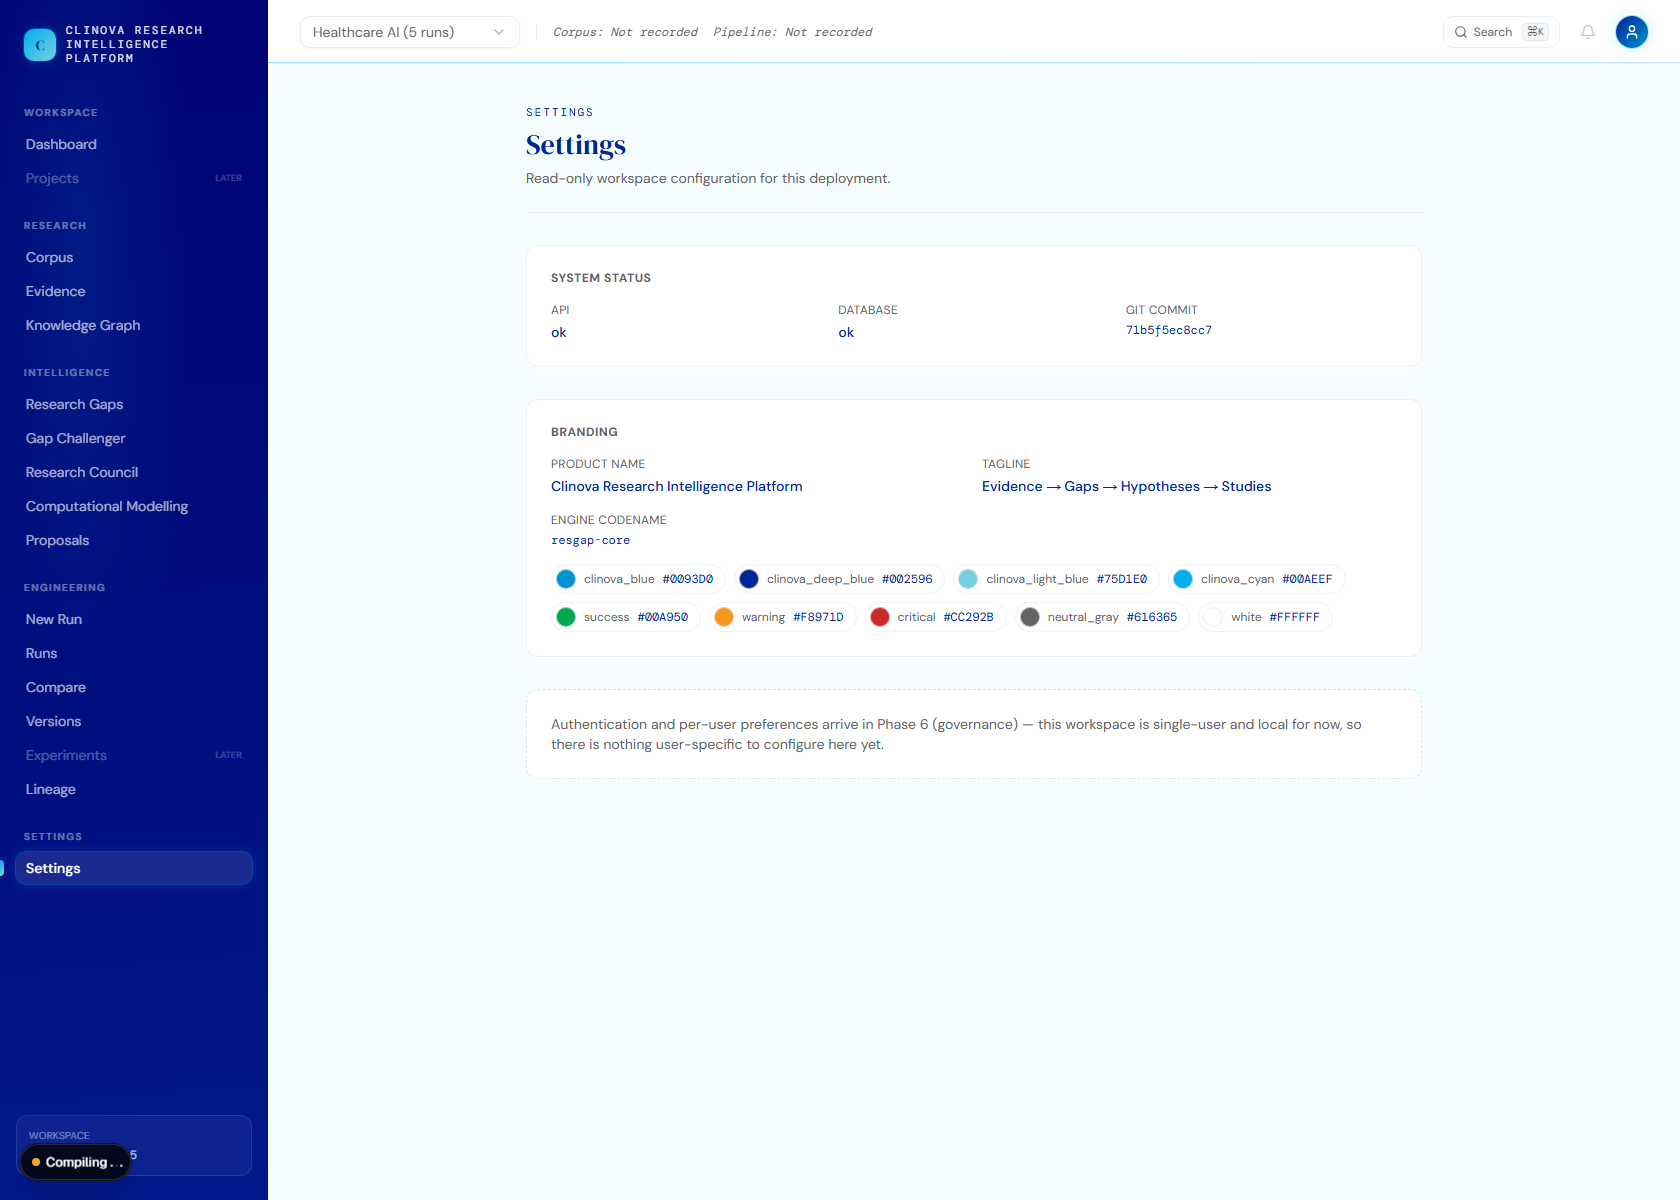 C
CLINOVA RESEARCH
INTELLIGENCE
PLATFORM
WORKSPACE
Dashboard
Projects LATER
RESEARCH
Corpus
Evidence
Knowledge Graph
INTELLIGENCE
Research Gaps
Gap Challenger
Research Council
Computational Modelling
Proposals
ENGINEERING
New Run
Runs
Compare
Versions
Experiments LATER
Lineage
SETTINGS
Settings
WORKSPACE
5
Compiling...
Healthcare AI (5 runs)
Corpus: Not recorded Pipeline: Not recorded
Search ⌘K
SETTINGS
Settings
Read-only workspace configuration for this deployment.
SYSTEM STATUS
API DATABASE GIT COMMIT
ok ok 71b5f5ec8cc7
BRANDING
PRODUCT NAME TAGLINE
Clinova Research Intelligence Platform Evidence → Gaps → Hypotheses → Studies
ENGINE CODENAME
resgap-core
clinova_blue #0093D0 clinova_deep_blue #002596 clinova_light_blue #75D1E0 clinova_cyan #00AEEF
success #00A950 warning #F8971D critical #CC292B neutral_gray #616365 white #FFFFFF
Authentication and per-user preferences arrive in Phase 6 (governance) — this workspace is single-user and local for now, so
there is nothing user-specific to configure here yet.